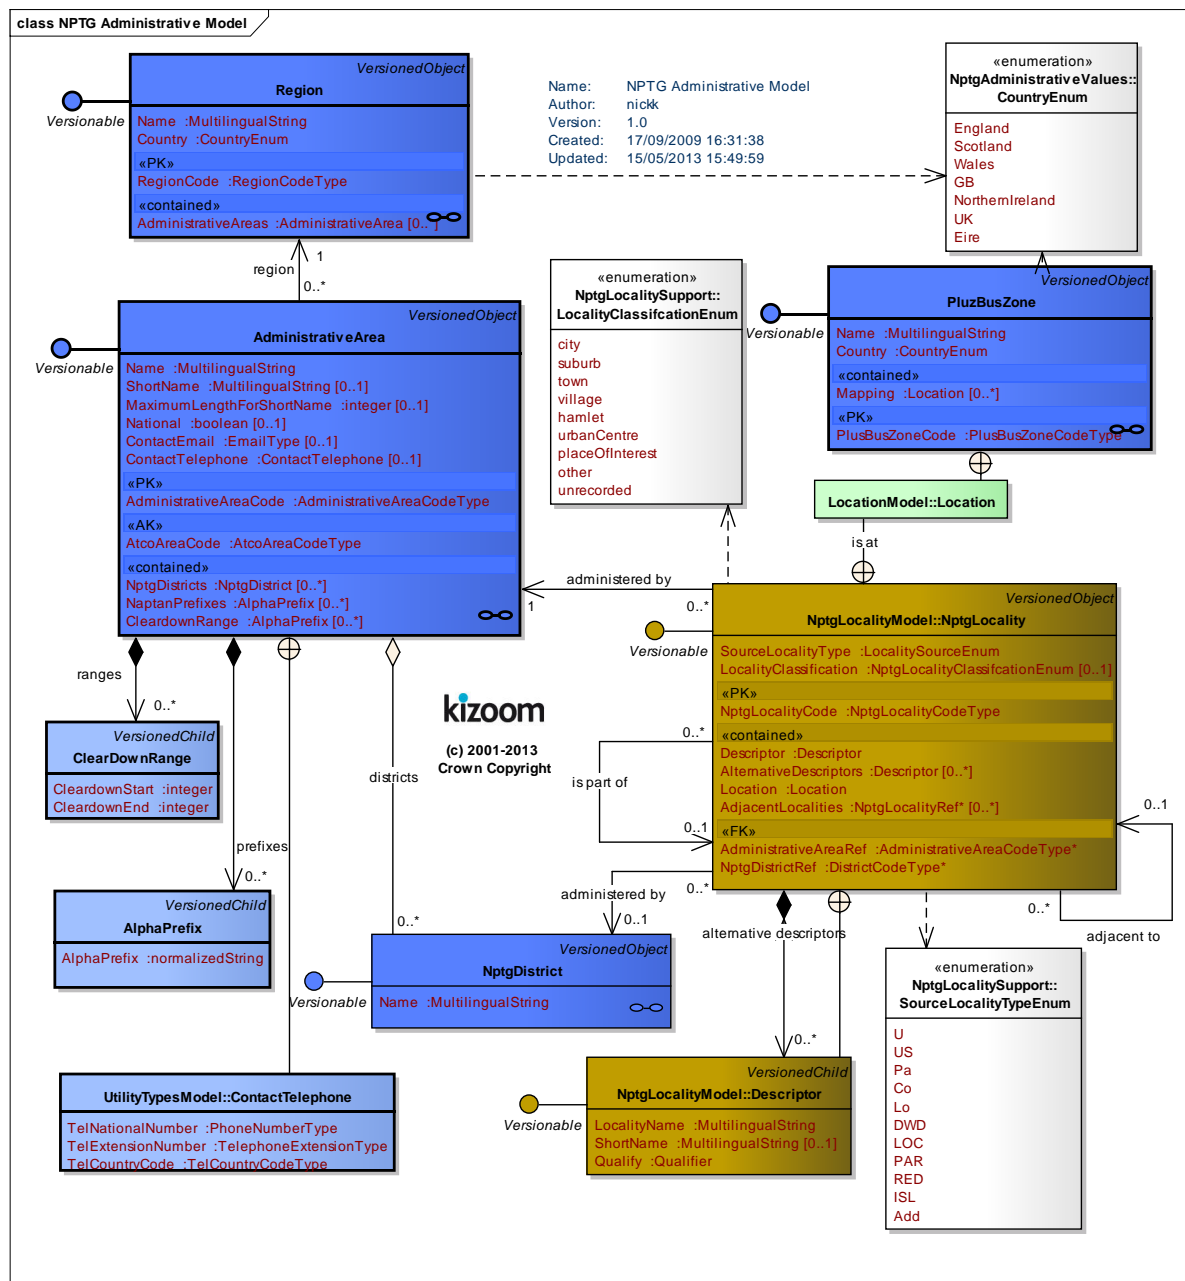 class NPTG Administrative Model
VersionedObject
Region
Versionable
Name :MultilingualString
Country :CountryEnum
«PK»
RegionCode :RegionCodeType
«contained»
AdministrativeAreas :AdministrativeArea [0..*]
Name: NPTG Administrative Model
Author: nickk
Version: 1.0
Created: 17/09/2009 16:31:38
Updated: 15/05/2013 15:49:59
«enumeration»
NptgAdministrativeValues::
CountryEnum
England
Scotland
Wales
GB
NorthernIreland
UK
Eire
1
region
0..*
«enumeration»
NptgLocalitySupport::
LocalityClassifcationEnum
city
suburb
town
village
hamlet
urbanCentre
placeOfInterest
other
unrecorded
VersionedObject
PluzBusZone
Versionable
Name :MultilingualString
Country :CountryEnum
«contained»
Mapping :Location [0..*]
«PK»
PlusBusZoneCode :PlusBusZoneCodeType
VersionedObject
AdministrativeArea
Versionable
Name :MultilingualString
ShortName :MultilingualString [0..1]
MaximumLengthForShortName :integer [0..1]
National :boolean [0..1]
ContactEmail :EmailType [0..1]
ContactTelephone :ContactTelephone [0..1]
«PK»
AdministrativeAreaCode :AdministrativeAreaCodeType
«AK»
AtcoAreaCode :AtcoAreaCodeType
«contained»
NptgDistricts :NptgDistrict [0..*]
NaptanPrefixes :AlphaPrefix [0..*]
CleardownRange :AlphaPrefix [0..*]
LocationModel::Location
is at
administered by
1
0..*
VersionedObject
NptgLocalityModel::NptgLocality
Versionable
SourceLocalityType :LocalitySourceEnum
LocalityClassification :NptgLocalityClassifcationEnum [0..1]
«PK»
NptgLocalityCode :NptgLocalityCodeType
«contained»
Descriptor :Descriptor
AlternativeDescriptors :Descriptor [0..*]
Location :Location
AdjacentLocalities :NptgLocalityRef* [0..*]
«FK»
AdministrativeAreaRef :AdministrativeAreaCodeType*
NptgDistrictRef :DistrictCodeType*
0..*
is part of
0..1
0..1
0..*
adjacent to
ranges
0..*
VersionedChild
ClearDownRange
CleardownStart :integer
CleardownEnd :integer
kizoom
(c) 2001-2013
Crown Copyright
districts
0..*
prefixes
0..*
VersionedChild
AlphaPrefix
AlphaPrefix :normalizedString
administered by
0..*
0..1
VersionedObject
NptgDistrict
Versionable
Name :MultilingualString
alternative descriptors
0..*
«enumeration»
NptgLocalitySupport::
SourceLocalityTypeEnum
U
US
Pa
Co
Lo
DWD
LOC
PAR
RED
ISL
Add
UtilityTypesModel::ContactTelephone
TelNationalNumber :PhoneNumberType
TelExtensionNumber :TelephoneExtensionType
TelCountryCode :TelCountryCodeType
VersionedChild
NptgLocalityModel::Descriptor
Versionable
LocalityName :MultilingualString
ShortName :MultilingualString [0..1]
Qualify :Qualifier